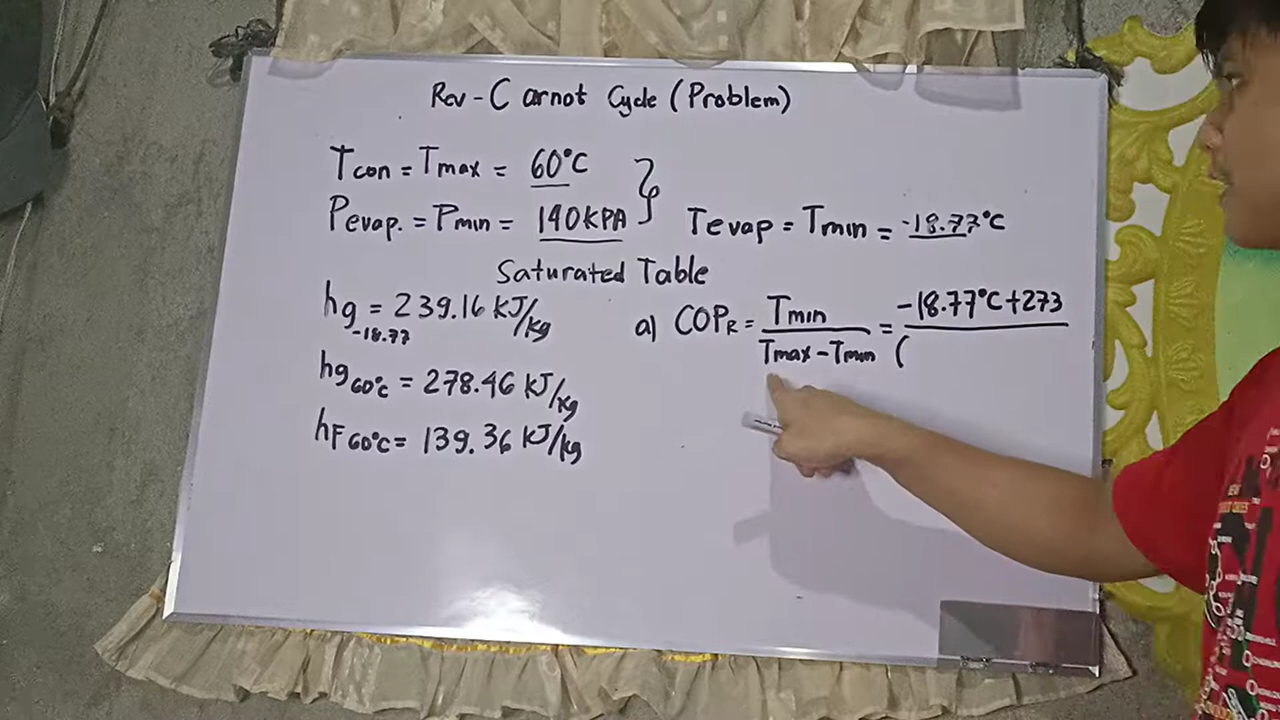 Rev-Carnot Cycle (Problem)
Tcon = Tmax = 60°C
Pevap. = Pmin = 140KPA
Tevap = Tmin = -18.77°C
Saturated Table
hg -18.77 = 239.16 KJ/kg
hg 60°C = 278.46 KJ/kg
hF 60°C = 139.36 KJ/kg
a) COPR = Tmin / Tmax - Tmin = -18.77°C+273 / (